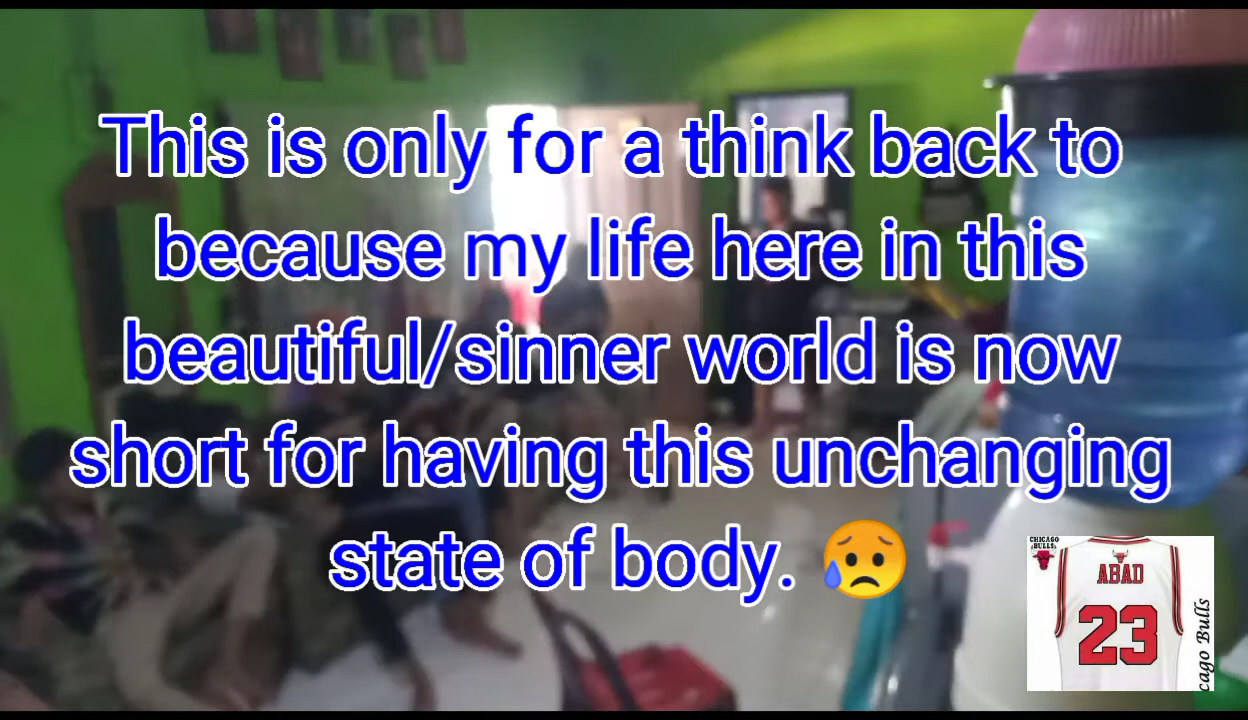 This is only for a think back to
because my life here in this
beautiful/sinner world is now
short for having this unchanging
state of body. 😥
CHICAGO
BULLS
ABAD
23
cago Bulls